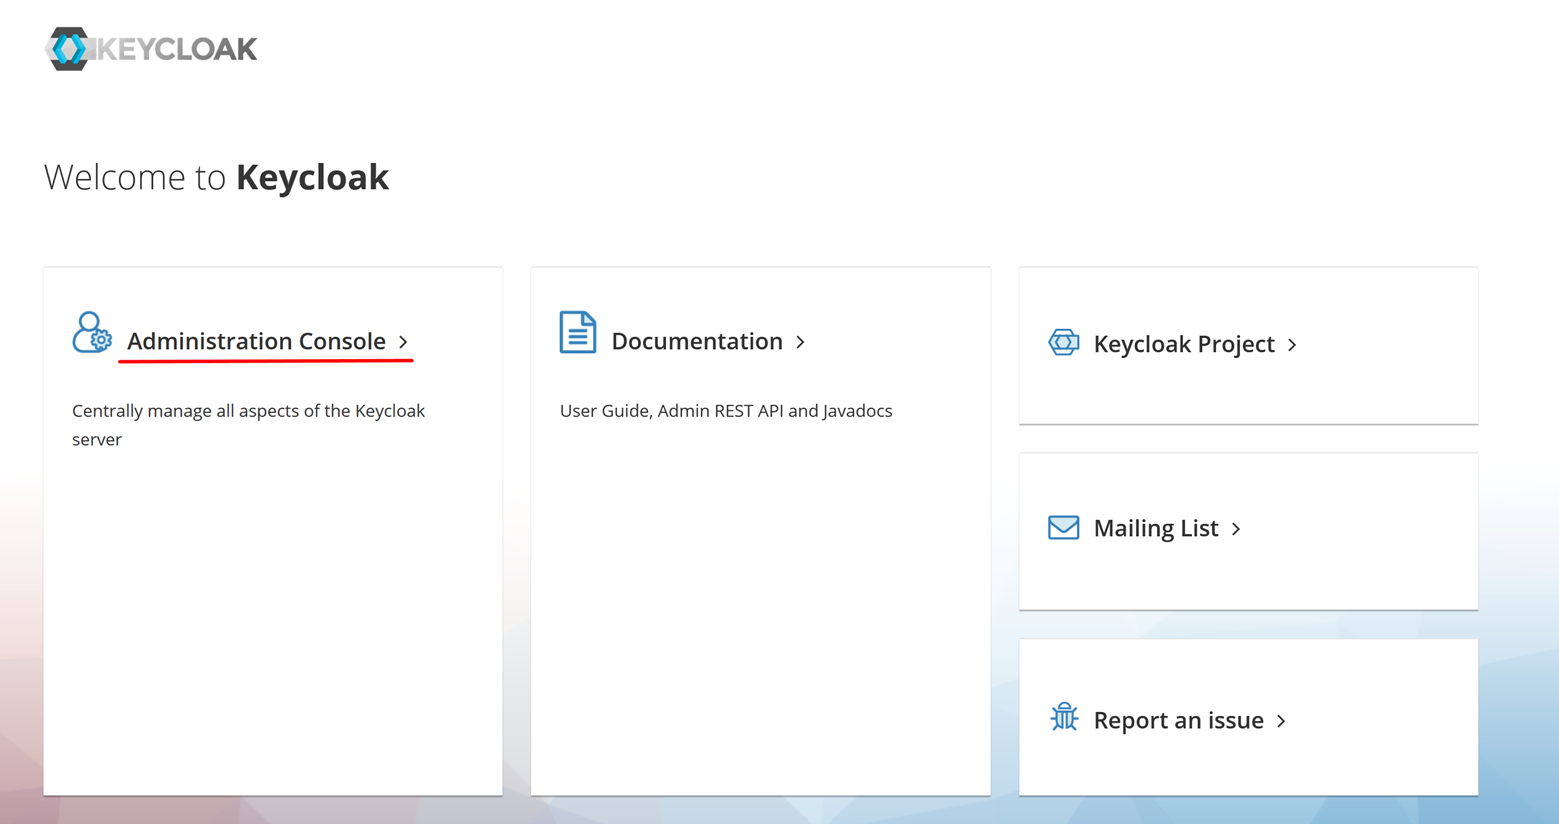 KEYCLOAK
Welcome to Keycloak
Administration Console
Centrally manage all aspects of the Keycloak
server
Documentation
User Guide, Admin REST API and Javadocs
Keycloak Project
Mailing List
Report an issue